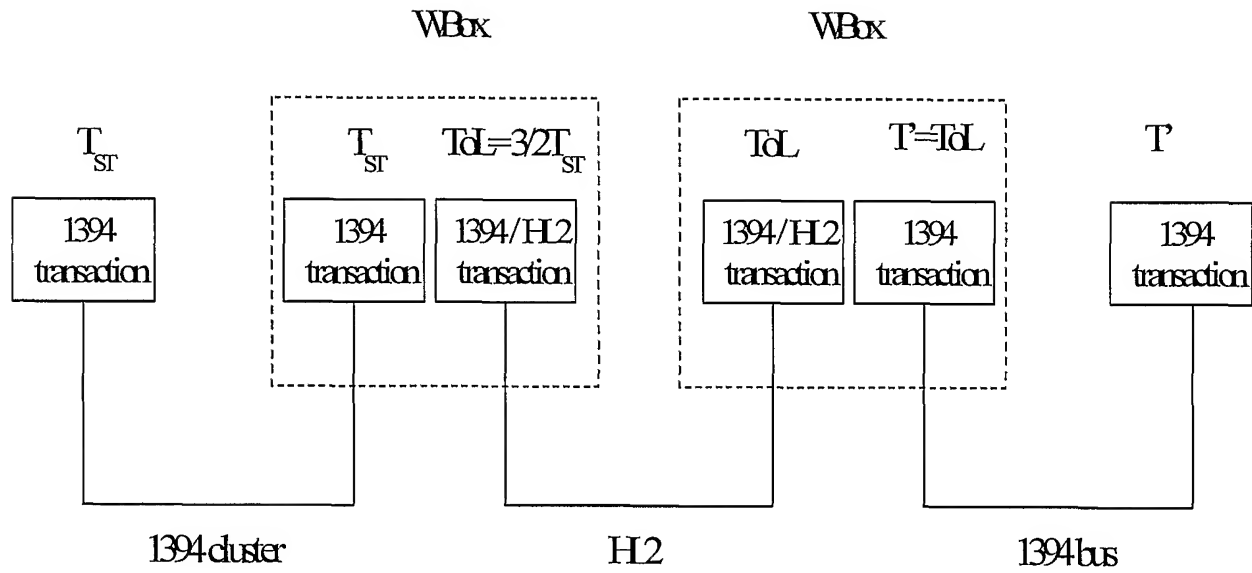 WBox
WBox
T_ST
T_ST
ToL=3/2T_ST
ToL
T'=ToL
T'
1394
transaction
1394
transaction
1394/HL2
transaction
1394/HL2
transaction
1394
transaction
1394
transaction
1394 cluster
HL2
1394 bus